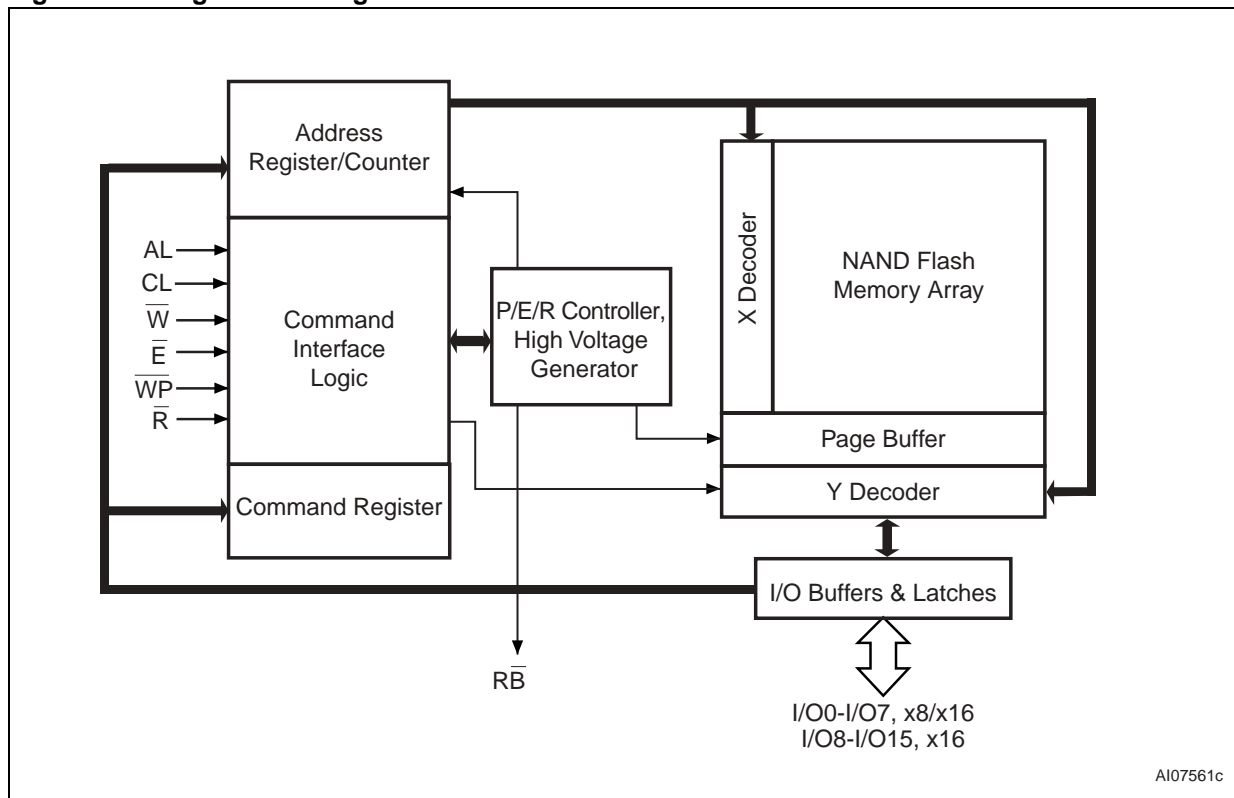 Address
Register/Counter
AL
CL
W̅
E̅
W̅P̅
R̅
Command
Interface
Logic
Command Register
P/E/R Controller,
High Voltage
Generator
RB̅
X Decoder
NAND Flash
Memory Array
Page Buffer
Y Decoder
I/O Buffers & Latches
I/O0-I/O7, x8/x16
I/O8-I/O15, x16
AI07561c